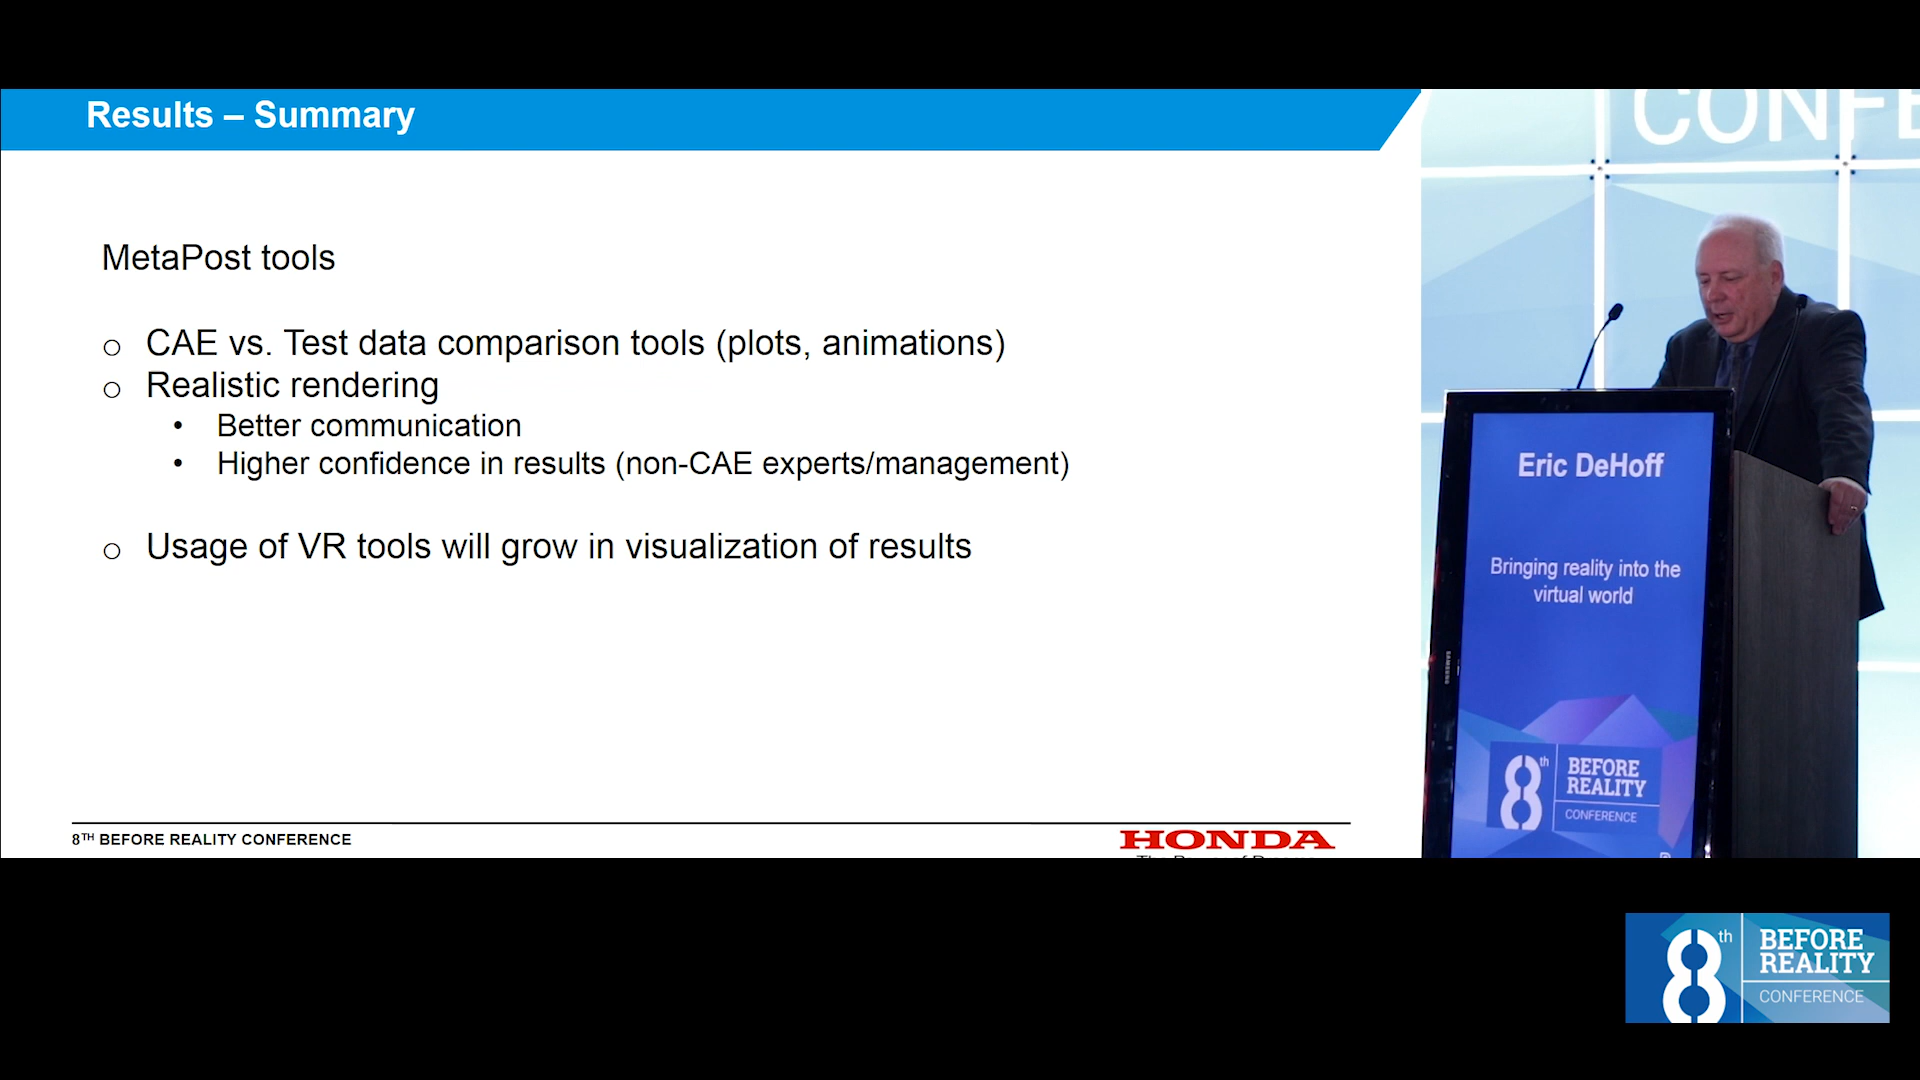 Results – Summary
MetaPost tools
o CAE vs. Test data comparison tools (plots, animations)
o Realistic rendering
• Better communication
• Higher confidence in results (non-CAE experts/management)
o Usage of VR tools will grow in visualization of results
8TH BEFORE REALITY CONFERENCE
HONDA
CONFE
Eric DeHoff
Bringing reality into the
virtual world
SAMSUNG
8th BEFORE
REALITY
CONFERENCE
8th BEFORE
REALITY
CONFERENCE